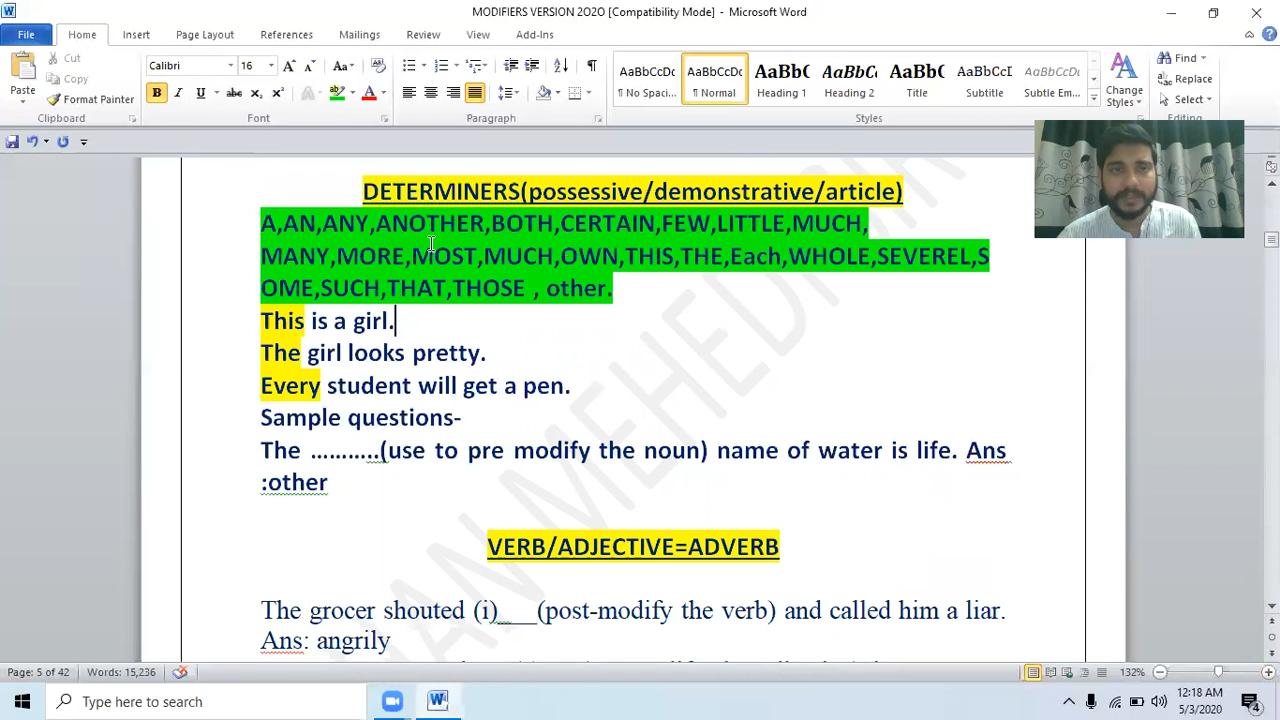 MODIFIERS VERSION 2O2O [Compatibility Mode] - Microsoft Word
File Home Insert Page Layout References Mailings Review View Add-Ins
Cut
Copy
Format Painter
Paste
Clipboard
Calibri 16
B I U abc x₂ x² A A
Font
Paragraph
AaBbCcDc AaBbCcDc AaBbC AaBbCc AaBbC AaBbCcDd AaBbCcDd
¶ No Spaci... ¶ Normal Heading 1 Heading 2 Title Subtitle Subtle Em...
Styles
Change Styles
Find
Replace
Select
Editing
DETERMINERS(possessive/demonstrative/article)
A,AN,ANY,ANOTHER,BOTH,CERTAIN,FEW,LITTLE,MUCH,
MANY,MORE,MOST,MUCH,OWN,THIS,THE,Each,WHOLE,SEVEREL,S
OME,SUCH,THAT,THOSE , other.
This is a girl.
The girl looks pretty.
Every student will get a pen.
Sample questions-
The ...........(use to pre modify the noun) name of water is life. Ans
:other
VERB/ADJECTIVE=ADVERB
The grocer shouted (i)___(post-modify the verb) and called him a liar.
Ans: angrily
Page: 5 of 42 Words: 15,236 132%
Type here to search
12:18 AM
5/3/2020
4